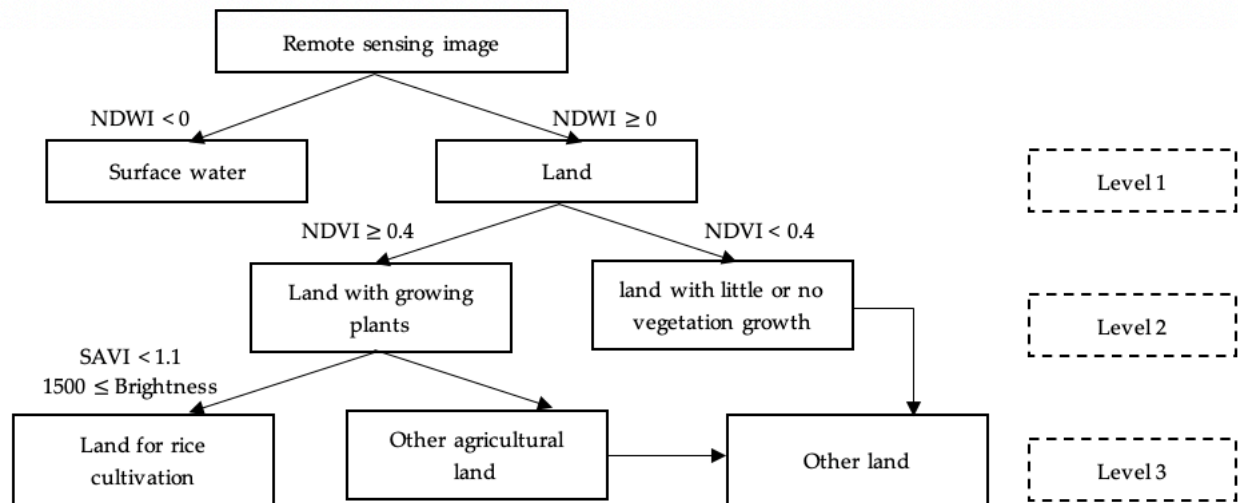 Remote sensing image
NDWI < 0
NDWI ≥ 0
Surface water
Land
Level 1
NDVI ≥ 0.4
NDVI < 0.4
Land with growing
plants
land with little or no
vegetation growth
Level 2
SAVI < 1.1
1500 ≤ Brightness
Land for rice
cultivation
Other agricultural
land
Other land
Level 3